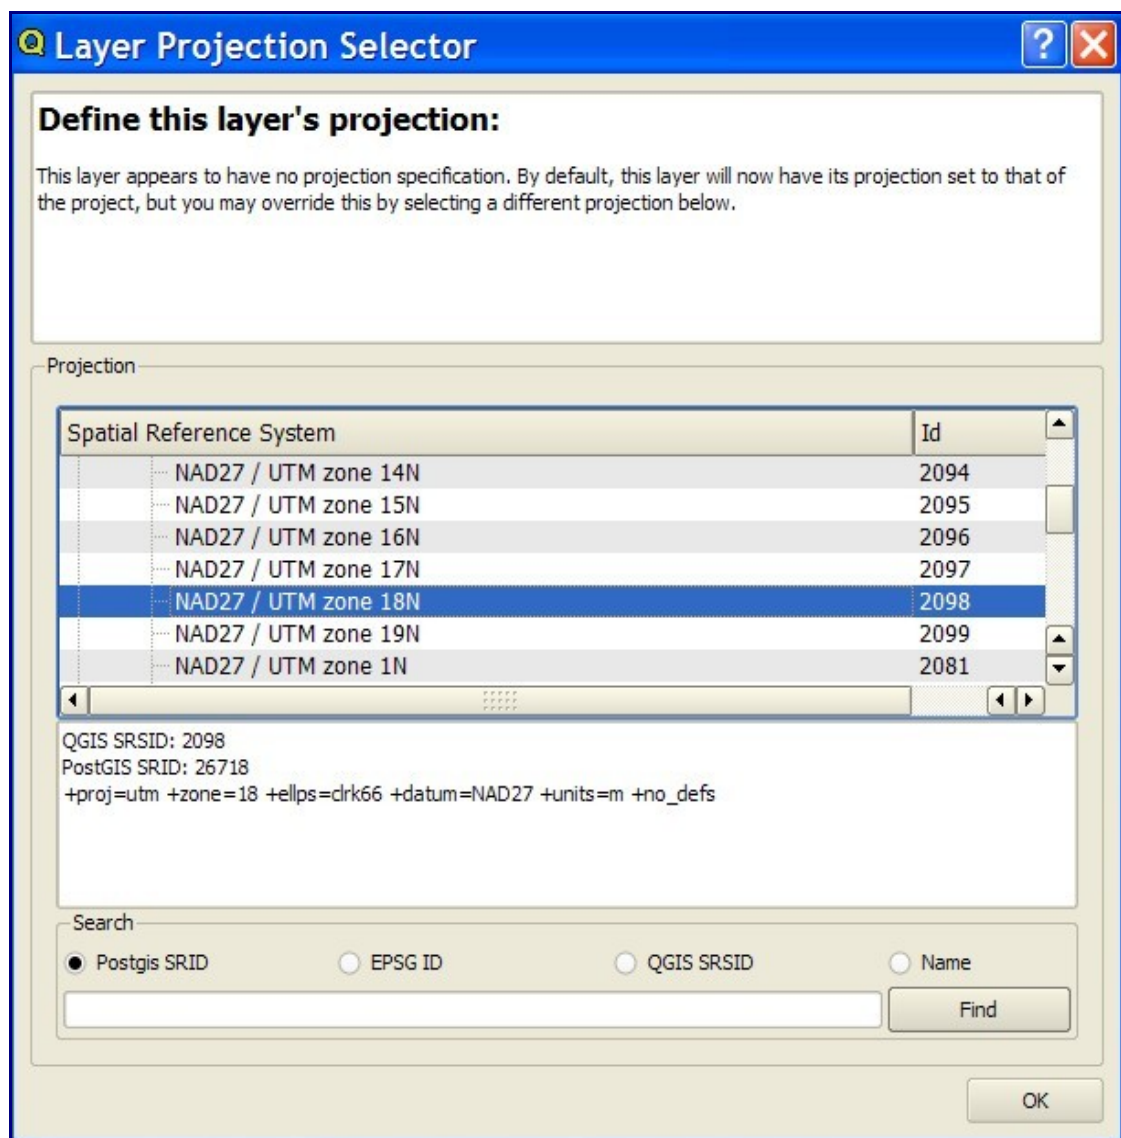 Layer Projection Selector
Define this layer's projection:
This layer appears to have no projection specification. By default, this layer will now have its projection set to that of
the project, but you may override this by selecting a different projection below.
Projection
Spatial Reference System Id
NAD27 / UTM zone 14N 2094
NAD27 / UTM zone 15N 2095
NAD27 / UTM zone 16N 2096
NAD27 / UTM zone 17N 2097
NAD27 / UTM zone 18N 2098
NAD27 / UTM zone 19N 2099
NAD27 / UTM zone 1N 2081
QGIS SRSID: 2098
PostGIS SRID: 26718
+proj=utm +zone=18 +ellps=clrk66 +datum=NAD27 +units=m +no_defs
Search
Postgis SRID EPSG ID QGIS SRSID Name
Find
OK